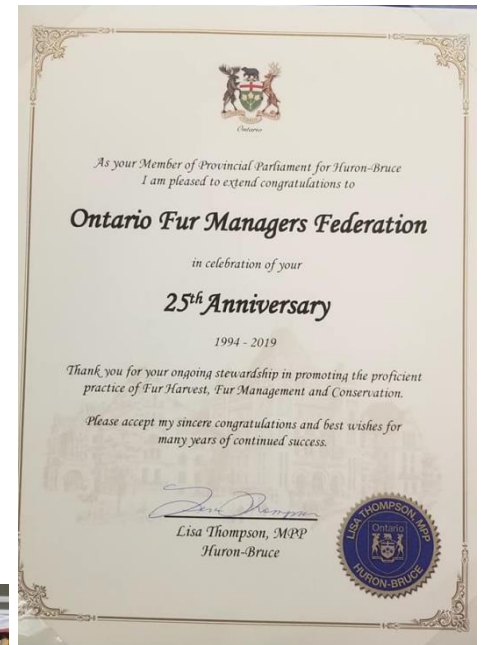 Ontario
As your Member of Provincial Parliament for Huron-Bruce
I am pleased to extend congratulations to
Ontario Fur Managers Federation
in celebration of your
25th Anniversary
1994 - 2019
Thank you for your ongoing stewardship in promoting the proficient
practice of Fur Harvest, Fur Management and Conservation.
Please accept my sincere congratulations and best wishes for
many years of continued success.
Lisa Thompson
Lisa Thompson, MPP
Huron-Bruce
LISA THOMPSON, MPP
Ontario
HURON-BRUCE